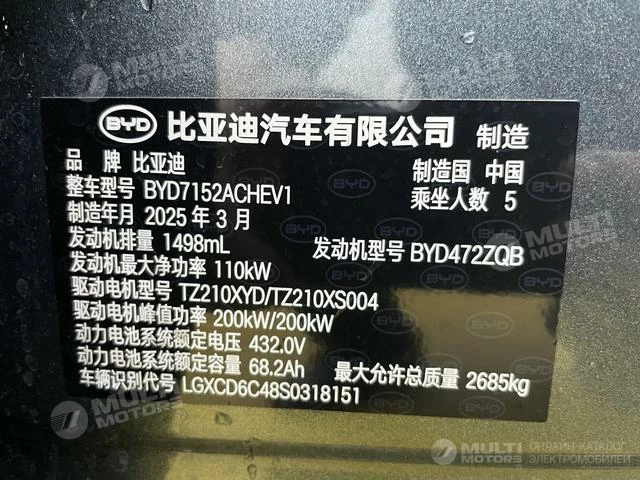 BYD 比亚迪汽车有限公司 制造
品 牌 比亚迪 制造国 中国
整车型号 BYD7152ACHEV1 乘坐人数 5
制造年月 2025 年 3 月
发动机排量 1498mL 发动机型号 BYD472ZQB
发动机最大净功率 110kW
驱动电机型号 TZ210XYD/TZ210XS004
驱动电机峰值功率 200kW/200kW
动力电池系统额定电压 432.0V
动力电池系统额定容量 68.2Ah 最大允许总质量 2685kg
车辆识别代号 LGXCD6C48S0318151
MULTI MOTORS
ОНЛАЙН-КАТАЛОГ
ЭЛЕКТРОМОБИЛЕЙ